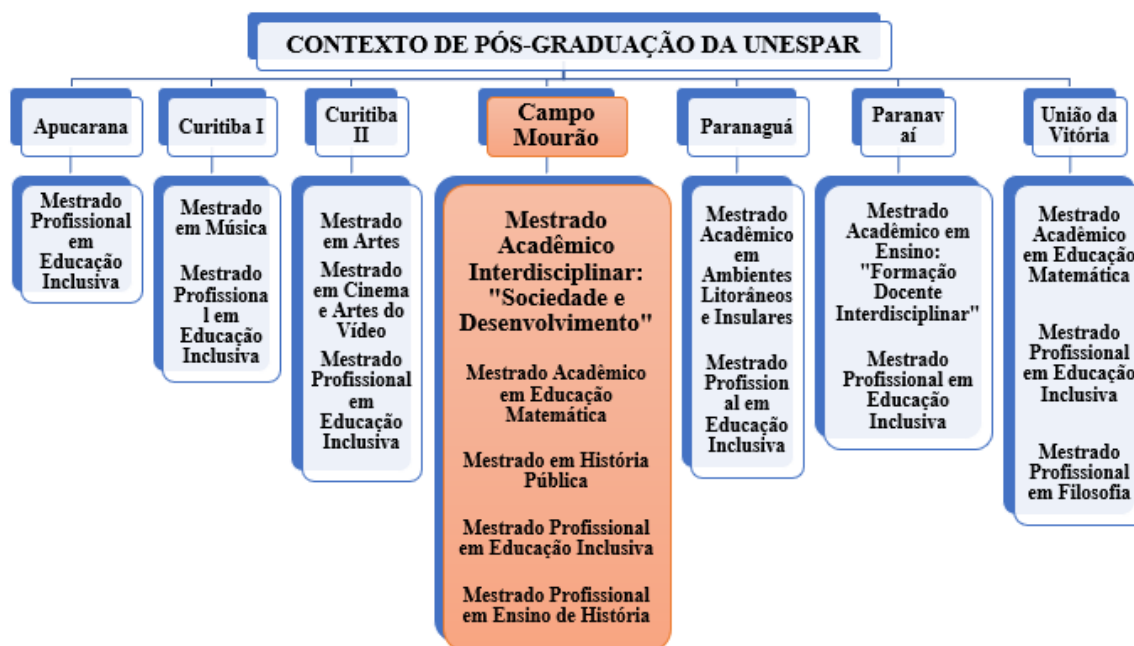 CONTEXTO DE PÓS-GRADUAÇÃO DA UNESPAR
Apucarana
Mestrado
Profissional
em
Educação
Inclusiva
Curitiba I
Mestrado
em Música
Mestrado
Profissiona
l em
Educação
Inclusiva
Curitiba
II
Mestrado
em Artes
Mestrado
em Cinema
e Artes do
Vídeo
Mestrado
Profissional
em
Educação
Inclusiva
Campo
Mourão
Mestrado
Acadêmico
Interdisciplinar:
"Sociedade e
Desenvolvimento"
Mestrado Acadêmico
em Educação
Matemática
Mestrado em História
Pública
Mestrado Profissional
em Educação Inclusiva
Mestrado Profissional
em Ensino de História
Paranaguá
Mestrado
Acadêmico
em
Ambientes
Litorâneos
e Insulares
Mestrado
Profission
al em
Educação
Inclusiva
Paranav
aí
Mestrado
Acadêmico em
Ensino:
"Formação
Docente
Interdisciplinar"
Mestrado
Profissional em
Educação
Inclusiva
União da
Vitória
Mestrado
Acadêmico
em Educação
Matemática
Mestrado
Profissional
em Educação
Inclusiva
Mestrado
Profissional
em Filosofia